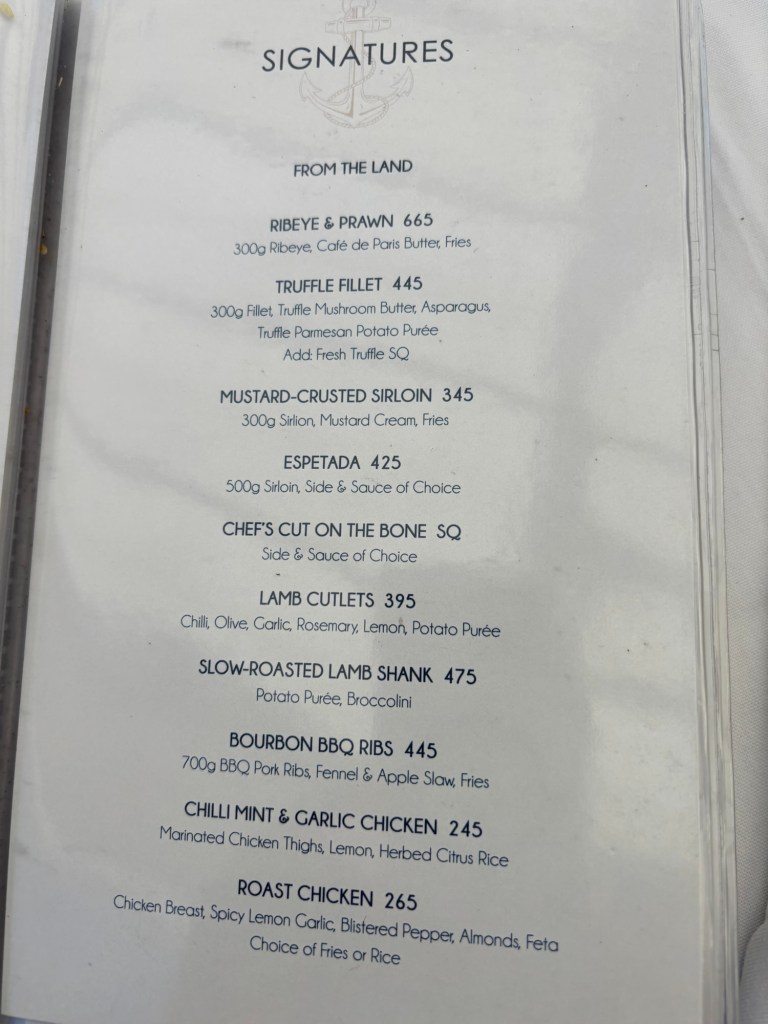 SIGNATURES
FROM THE LAND
RIBEYE & PRAWN 665
300g Ribeye, Café de Paris Butter, Fries
TRUFFLE FILLET 445
300g Fillet, Truffle Mushroom Butter, Asparagus,
Truffle Parmesan Potato Purée
Add: Fresh Truffle SQ
MUSTARD-CRUSTED SIRLOIN 345
300g Sirlion, Mustard Cream, Fries
ESPETADA 425
500g Sirloin, Side & Sauce of Choice
CHEF'S CUT ON THE BONE SQ
Side & Sauce of Choice
LAMB CUTLETS 395
Chilli, Olive, Garlic, Rosemary, Lemon, Potato Purée
SLOW-ROASTED LAMB SHANK 475
Potato Purée, Broccolini
BOURBON BBQ RIBS 445
700g BBQ Pork Ribs, Fennel & Apple Slaw, Fries
CHILLI MINT & GARLIC CHICKEN 245
Marinated Chicken Thighs, Lemon, Herbed Citrus Rice
ROAST CHICKEN 265
Chicken Breast, Spicy Lemon Garlic, Blistered Pepper, Almonds, Feta
Choice of Fries or Rice